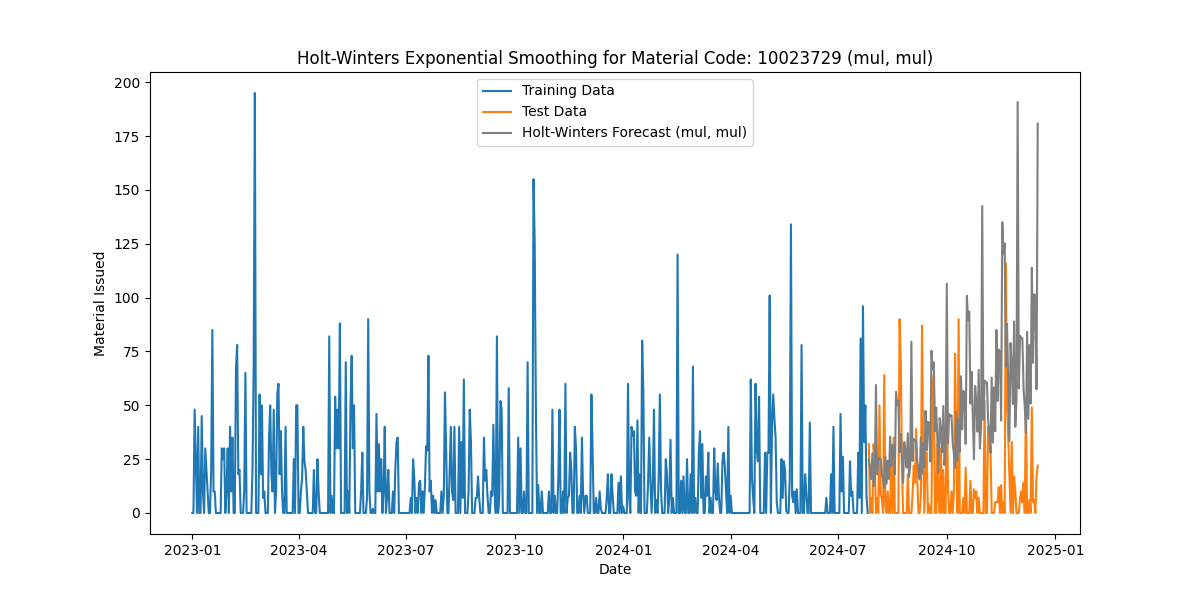 Holt-Winters Exponential Smoothing for Material Code: 10023729 (mul, mul)
Training Data
Test Data
Holt-Winters Forecast (mul, mul)
Material Issued
200
175
150
125
100
75
50
25
0
2023-01 2023-04 2023-07 2023-10 2024-01 2024-04 2024-07 2024-10 2025-01
Date